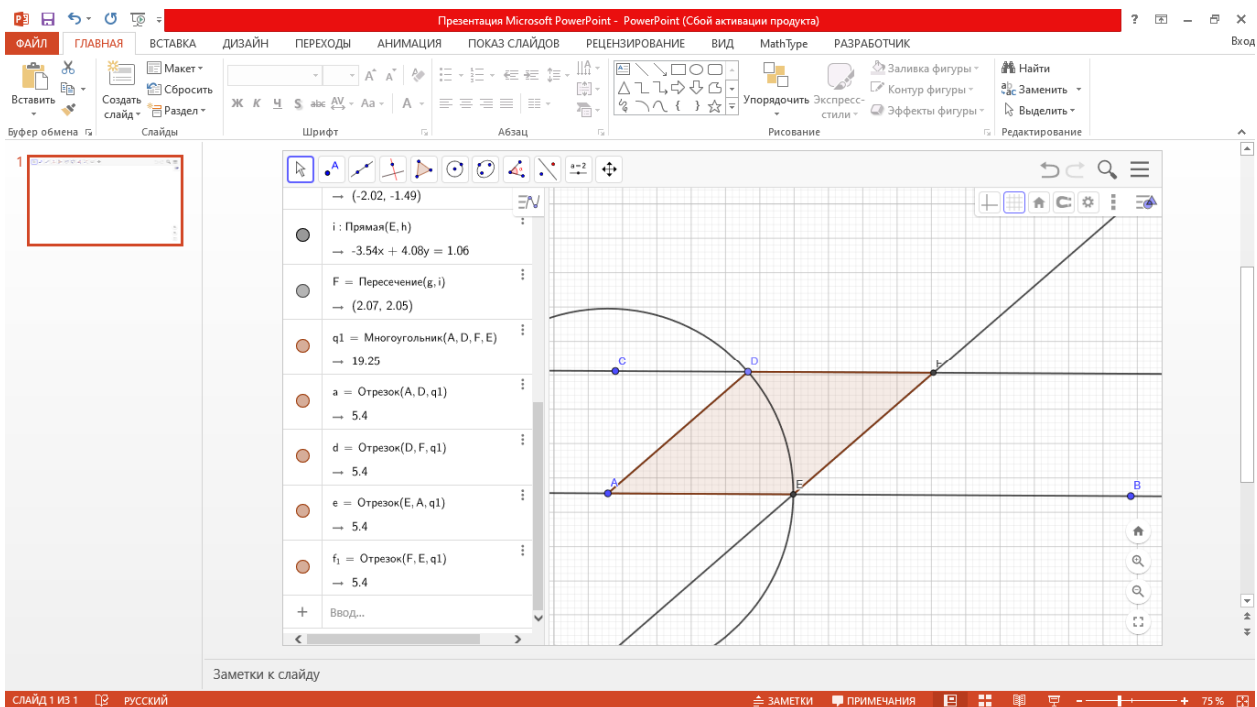 Презентация Microsoft PowerPoint - PowerPoint (Сбой активации продукта)
ФАЙЛ ГЛАВНАЯ ВСТАВКА ДИЗАЙН ПЕРЕХОДЫ АНИМАЦИЯ ПОКАЗ СЛАЙДОВ РЕЦЕНЗИРОВАНИЕ ВИД MathType РАЗРАБОТЧИК Вход
Вставить
Создать слайд
Макет
Сбросить
Раздел
Ж К Ч S abc AV Aa A
Упорядочить
Экспресс-стили
Заливка фигуры
Контур фигуры
Эффекты фигуры
Найти
Заменить
Выделить
Буфер обмена Слайды Шрифт Абзац Рисование Редактирование
1
A
a=2
→ (-2.02, -1.49)
i : Прямая(E, h)
→ -3.54x + 4.08y = 1.06
F = Пересечение(g, i)
→ (2.07, 2.05)
q1 = Многоугольник(A, D, F, E)
→ 19.25
a = Отрезок(A, D, q1)
→ 5.4
d = Отрезок(D, F, q1)
→ 5.4
e = Отрезок(E, A, q1)
→ 5.4
f₁ = Отрезок(F, E, q1)
→ 5.4
+ Ввод...
C D
A E B
Заметки к слайду
СЛАЙД 1 ИЗ 1 РУССКИЙ ЗАМЕТКИ ПРИМЕЧАНИЯ 75 %